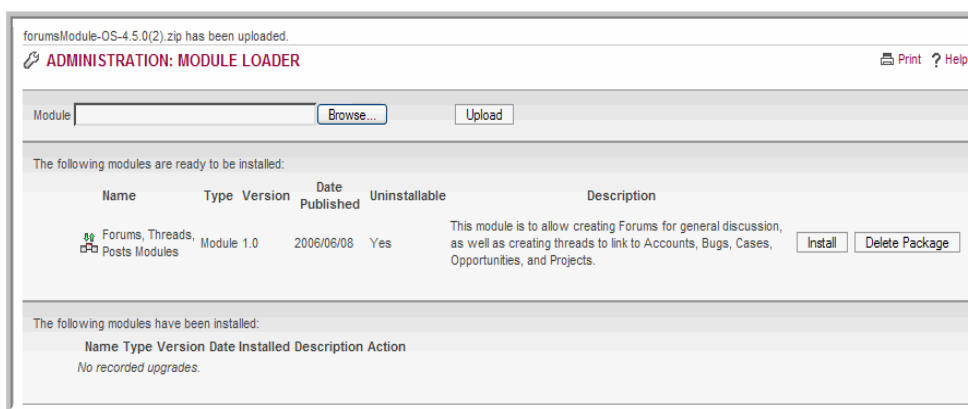 forumsModule-OS-4.5.0(2).zip has been uploaded.
ADMINISTRATION: MODULE LOADER
Print ? Help
Module Browse... Upload
The following modules are ready to be installed:
Name Type Version Date Published Uninstallable Description
Forums, Threads, Posts Modules Module 1.0 2006/06/08 Yes This module is to allow creating Forums for general discussion,
as well as creating threads to link to Accounts, Bugs, Cases,
Opportunities, and Projects.
Install Delete Package
The following modules have been installed:
Name Type Version Date Installed Description Action
No recorded upgrades.